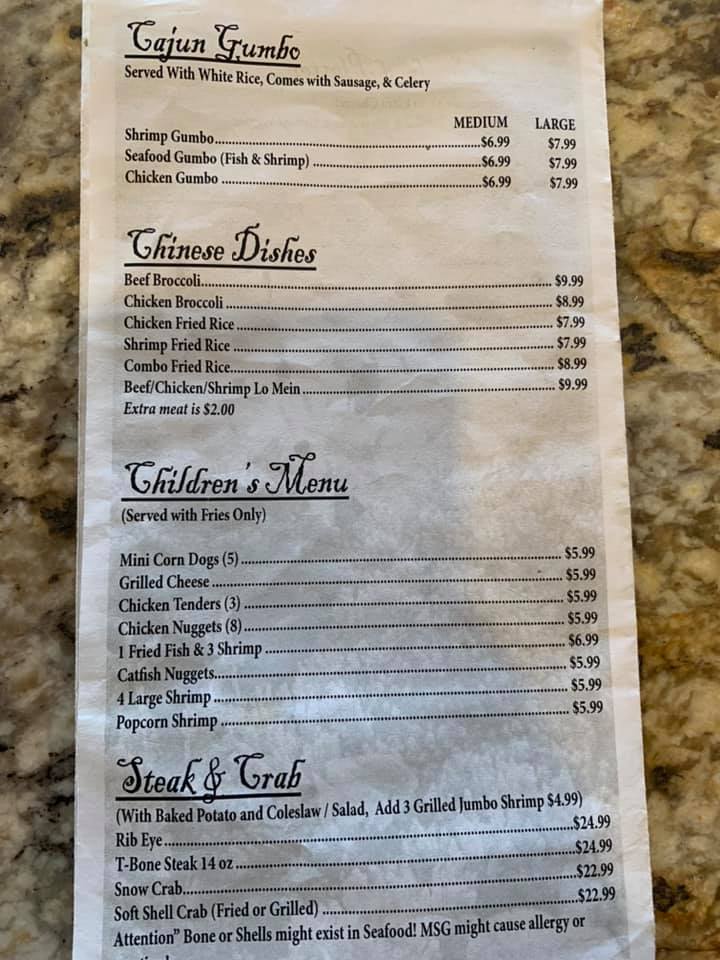 Cajun Gumbo
Served With White Rice, Comes with Sausage, & Celery
MEDIUM LARGE
Shrimp Gumbo..........$6.99 $7.99
Seafood Gumbo (Fish & Shrimp) ..........$6.99 $7.99
Chicken Gumbo ..........$6.99 $7.99
Chinese Dishes
Beef Broccoli.......... $9.99
Chicken Broccoli .......... $8.99
Chicken Fried Rice .......... $7.99
Shrimp Fried Rice .......... $7.99
Combo Fried Rice.......... $8.99
Beef/Chicken/Shrimp Lo Mein .......... $9.99
Extra meat is $2.00
Children's Menu
(Served with Fries Only)
Mini Corn Dogs (5) .......... $5.99
Grilled Cheese .......... $5.99
Chicken Tenders (3) .......... $5.99
Chicken Nuggets (8).......... $5.99
1 Fried Fish & 3 Shrimp .......... $6.99
Catfish Nuggets.......... $5.99
4 Large Shrimp .......... $5.99
Popcorn Shrimp .......... $5.99
Steak & Crab
(With Baked Potato and Coleslaw / Salad, Add 3 Grilled Jumbo Shrimp $4.99)
Rib Eye..........$24.99
T-Bone Steak 14 oz ..........$24.99
Snow Crab..........$22.99
Soft Shell Crab (Fried or Grilled) ..........$22.99
Attention" Bone or Shells might exist in Seafood! MSG might cause allergy or